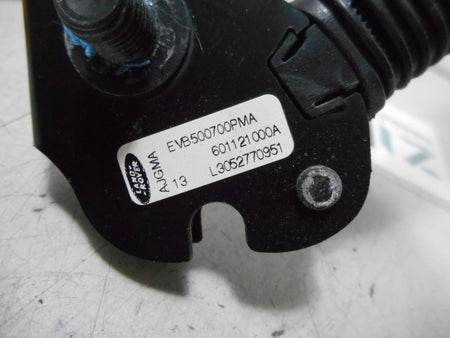 LAND-
ROVER
AJGMA
13
EVB500700PMA
601121000A
L3052770951